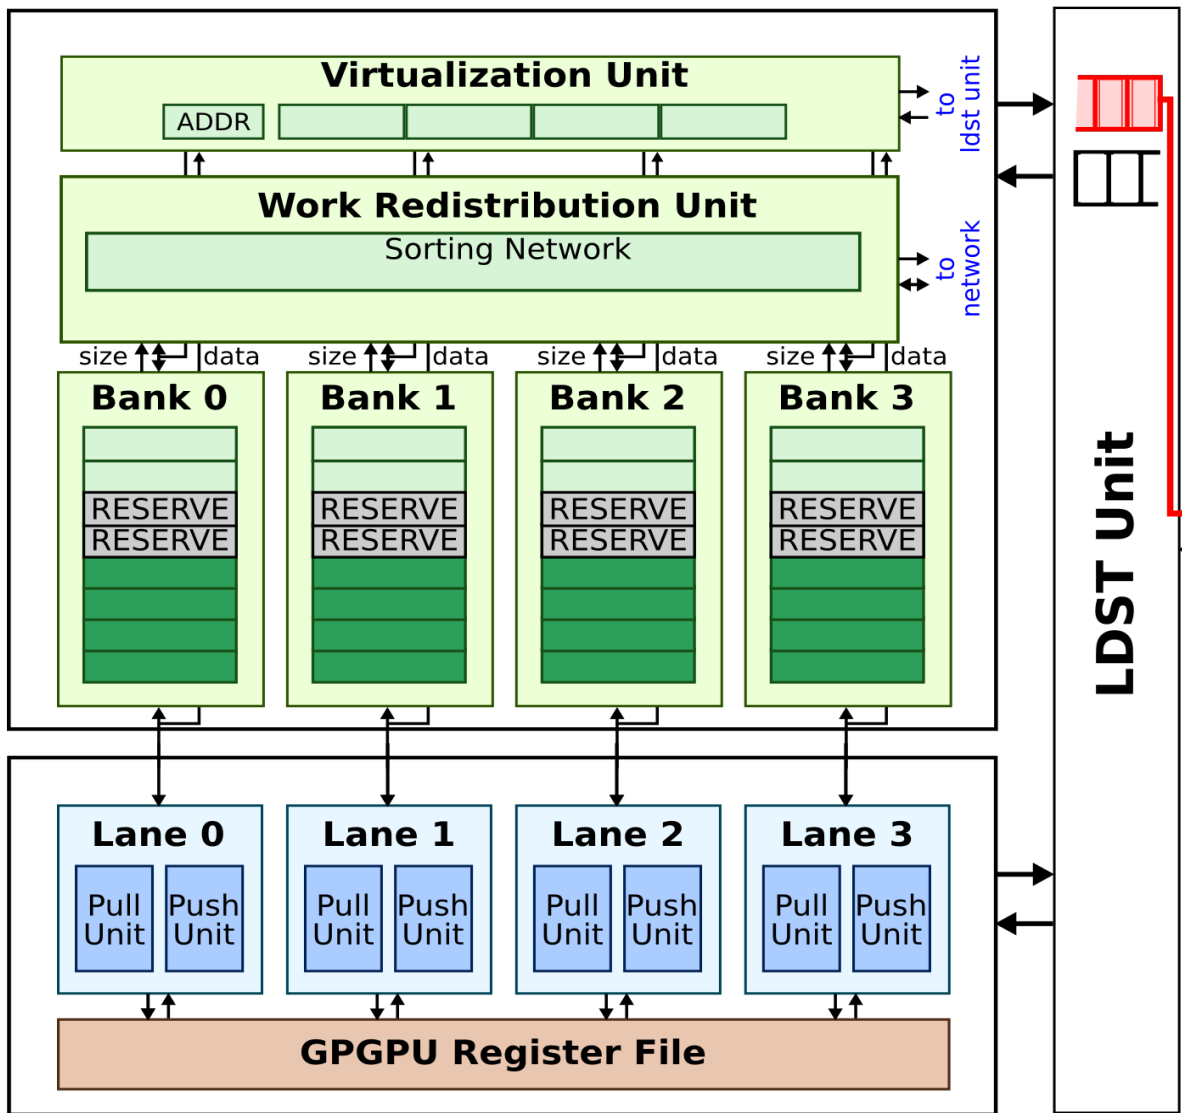 Virtualization Unit
ADDR
to
ldst unit
Work Redistribution Unit
Sorting Network
to
network
size
data
size
data
size
data
size
data
Bank 0
Bank 1
Bank 2
Bank 3
RESERVE
RESERVE
RESERVE
RESERVE
RESERVE
RESERVE
RESERVE
RESERVE
LDST Unit
Lane 0
Lane 1
Lane 2
Lane 3
Pull
Unit
Push
Unit
Pull
Unit
Push
Unit
Pull
Unit
Push
Unit
Pull
Unit
Push
Unit
GPGPU Register File